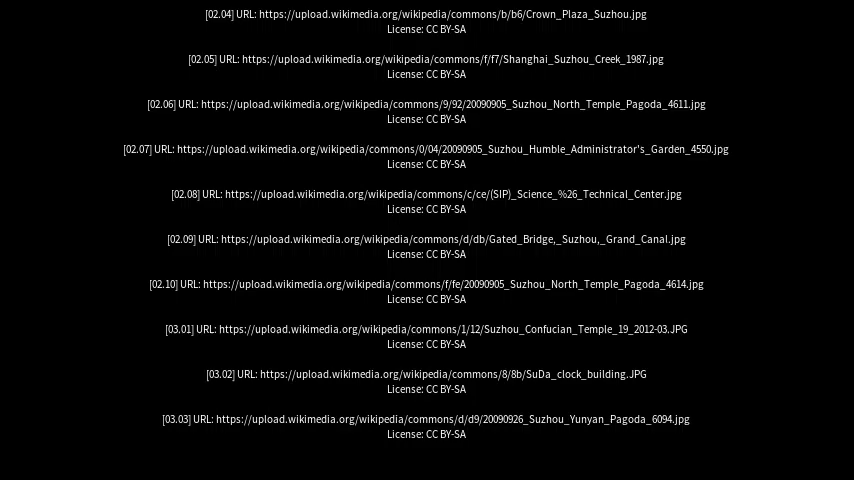 [02.04] URL: https://upload.wikimedia.org/wikipedia/commons/b/b6/Crown_Plaza_Suzhou.jpg
License: CC BY-SA
[02.05] URL: https://upload.wikimedia.org/wikipedia/commons/f/f7/Shanghai_Suzhou_Creek_1987.jpg
License: CC BY-SA
[02.06] URL: https://upload.wikimedia.org/wikipedia/commons/9/92/20090905_Suzhou_North_Temple_Pagoda_4611.jpg
License: CC BY-SA
[02.07] URL: https://upload.wikimedia.org/wikipedia/commons/0/04/20090905_Suzhou_Humble_Administrator's_Garden_4550.jpg
License: CC BY-SA
[02.08] URL: https://upload.wikimedia.org/wikipedia/commons/c/ce/(SIP)_Science_%26_Technical_Center.jpg
License: CC BY-SA
[02.09] URL: https://upload.wikimedia.org/wikipedia/commons/d/db/Gated_Bridge,_Suzhou,_Grand_Canal.jpg
License: CC BY-SA
[02.10] URL: https://upload.wikimedia.org/wikipedia/commons/f/fe/20090905_Suzhou_North_Temple_Pagoda_4614.jpg
License: CC BY-SA
[03.01] URL: https://upload.wikimedia.org/wikipedia/commons/1/12/Suzhou_Confucian_Temple_19_2012-03.JPG
License: CC BY-SA
[03.02] URL: https://upload.wikimedia.org/wikipedia/commons/8/8b/SuDa_clock_building.JPG
License: CC BY-SA
[03.03] URL: https://upload.wikimedia.org/wikipedia/commons/d/d9/20090926_Suzhou_Yunyan_Pagoda_6094.jpg
License: CC BY-SA